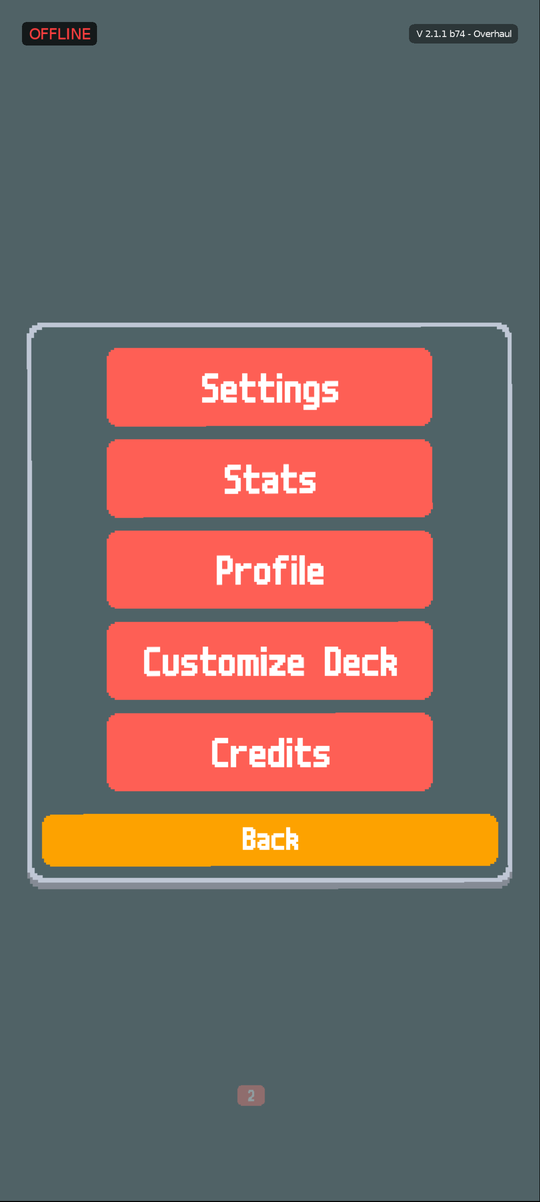 OFFLINE
V 2.1.1 b74 - Overhaul
Settings
Stats
Profile
Customize Deck
Credits
Back
2